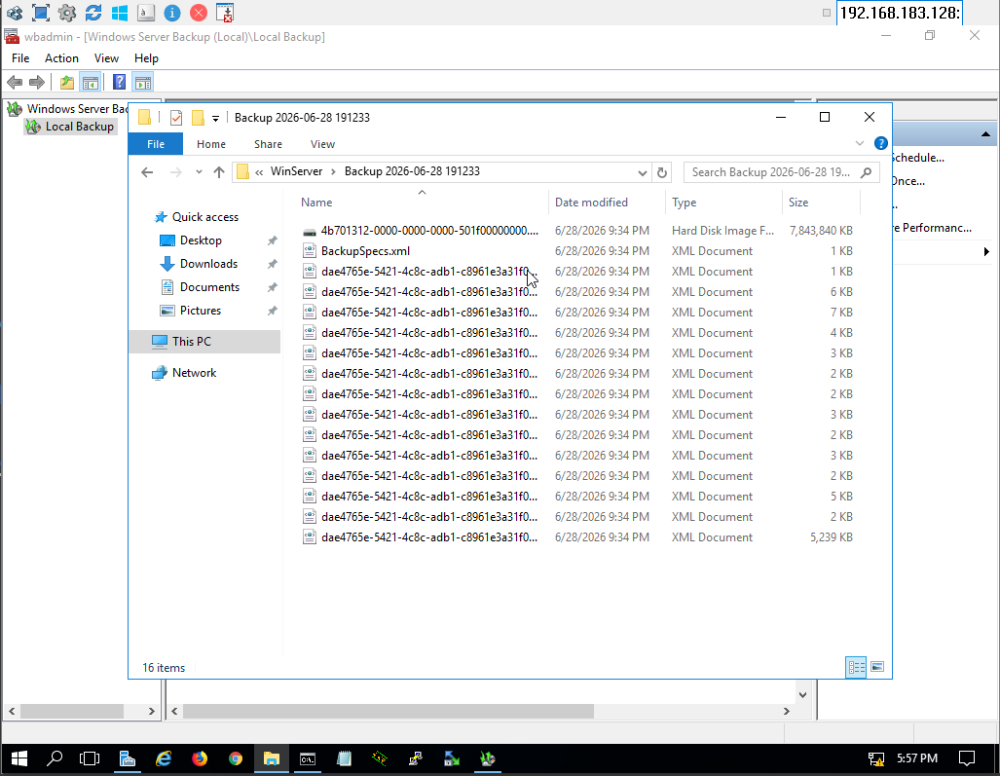 192.168.183.128:
wbadmin - [Windows Server Backup (Local)\Local Backup]
File Action View Help
Windows Server Bac
Local Backup
Backup 2026-06-28 191233
File Home Share View
« WinServer › Backup 2026-06-28 191233
Search Backup 2026-06-28 19...
Schedule...
Once...
...
re Performanc...
Quick access
Desktop
Downloads
Documents
Pictures
This PC
Network
Name Date modified Type Size
4b701312-0000-0000-0000-501f00000000.... 6/28/2026 9:34 PM Hard Disk Image F... 7,843,840 KB
BackupSpecs.xml 6/28/2026 9:34 PM XML Document 1 KB
dae4765e-5421-4c8c-adb1-c8961e3a31f0... 6/28/2026 9:34 PM XML Document 1 KB
dae4765e-5421-4c8c-adb1-c8961e3a31f0... 6/28/2026 9:34 PM XML Document 6 KB
dae4765e-5421-4c8c-adb1-c8961e3a31f0... 6/28/2026 9:34 PM XML Document 7 KB
dae4765e-5421-4c8c-adb1-c8961e3a31f0... 6/28/2026 9:34 PM XML Document 4 KB
dae4765e-5421-4c8c-adb1-c8961e3a31f0... 6/28/2026 9:34 PM XML Document 3 KB
dae4765e-5421-4c8c-adb1-c8961e3a31f0... 6/28/2026 9:34 PM XML Document 2 KB
dae4765e-5421-4c8c-adb1-c8961e3a31f0... 6/28/2026 9:34 PM XML Document 2 KB
dae4765e-5421-4c8c-adb1-c8961e3a31f0... 6/28/2026 9:34 PM XML Document 3 KB
dae4765e-5421-4c8c-adb1-c8961e3a31f0... 6/28/2026 9:34 PM XML Document 2 KB
dae4765e-5421-4c8c-adb1-c8961e3a31f0... 6/28/2026 9:34 PM XML Document 3 KB
dae4765e-5421-4c8c-adb1-c8961e3a31f0... 6/28/2026 9:34 PM XML Document 2 KB
dae4765e-5421-4c8c-adb1-c8961e3a31f0... 6/28/2026 9:34 PM XML Document 5 KB
dae4765e-5421-4c8c-adb1-c8961e3a31f0... 6/28/2026 9:34 PM XML Document 2 KB
dae4765e-5421-4c8c-adb1-c8961e3a31f0... 6/28/2026 9:34 PM XML Document 5,239 KB
16 items
5:57 PM